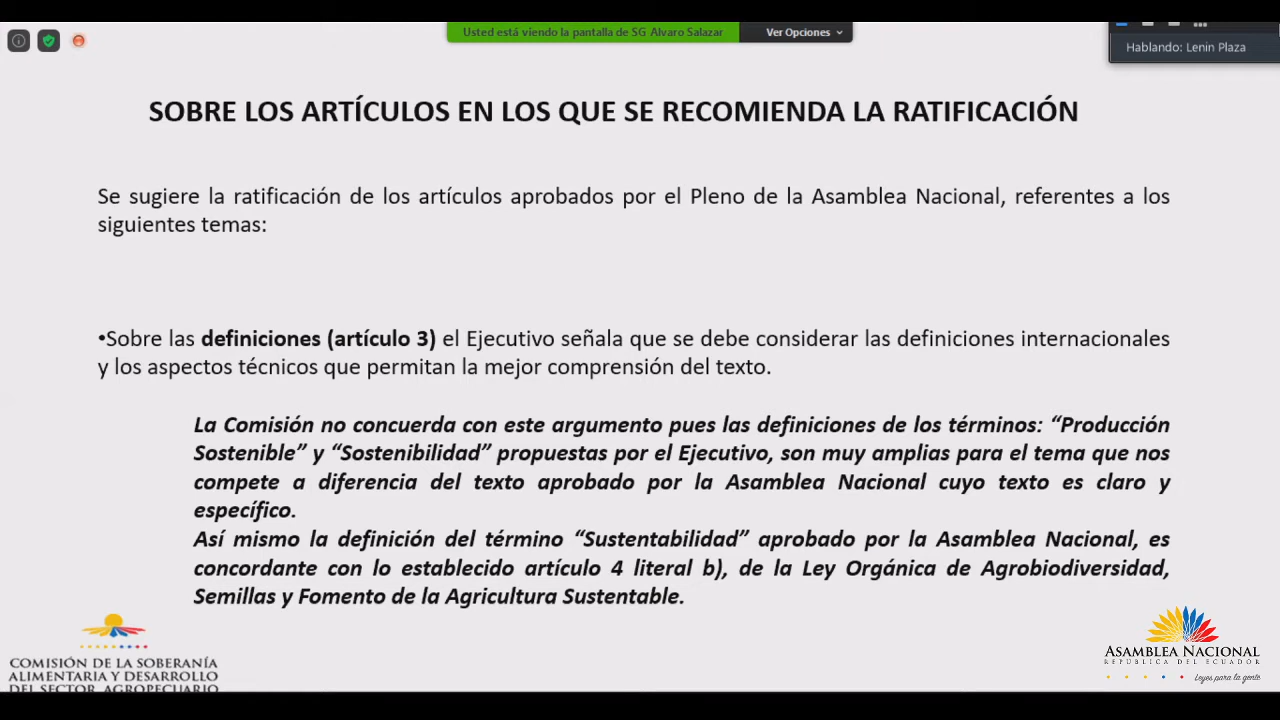 Usted está viendo la pantalla de SG Alvaro Salazar
Ver Opciones
Hablando: Lenin Plaza
SOBRE LOS ARTÍCULOS EN LOS QUE SE RECOMIENDA LA RATIFICACIÓN
Se sugiere la ratificación de los artículos aprobados por el Pleno de la Asamblea Nacional, referentes a los
siguientes temas:
•Sobre las definiciones (artículo 3) el Ejecutivo señala que se debe considerar las definiciones internacionales
y los aspectos técnicos que permitan la mejor comprensión del texto.
La Comisión no concuerda con este argumento pues las definiciones de los términos: “Producción
Sostenible” y “Sostenibilidad” propuestas por el Ejecutivo, son muy amplias para el tema que nos
compete a diferencia del texto aprobado por la Asamblea Nacional cuyo texto es claro y
específico.
Así mismo la definición del término “Sustentabilidad” aprobado por la Asamblea Nacional, es
concordante con lo establecido artículo 4 literal b), de la Ley Orgánica de Agrobiodiversidad,
Semillas y Fomento de la Agricultura Sustentable.
COMISIÓN DE LA SOBERANÍA
ALIMENTARIA Y DESARROLLO
DEL SECTOR AGROPECUARIO
ASAMBLEA NACIONAL
REPÚBLICA DEL ECUADOR
Leyes para la gente